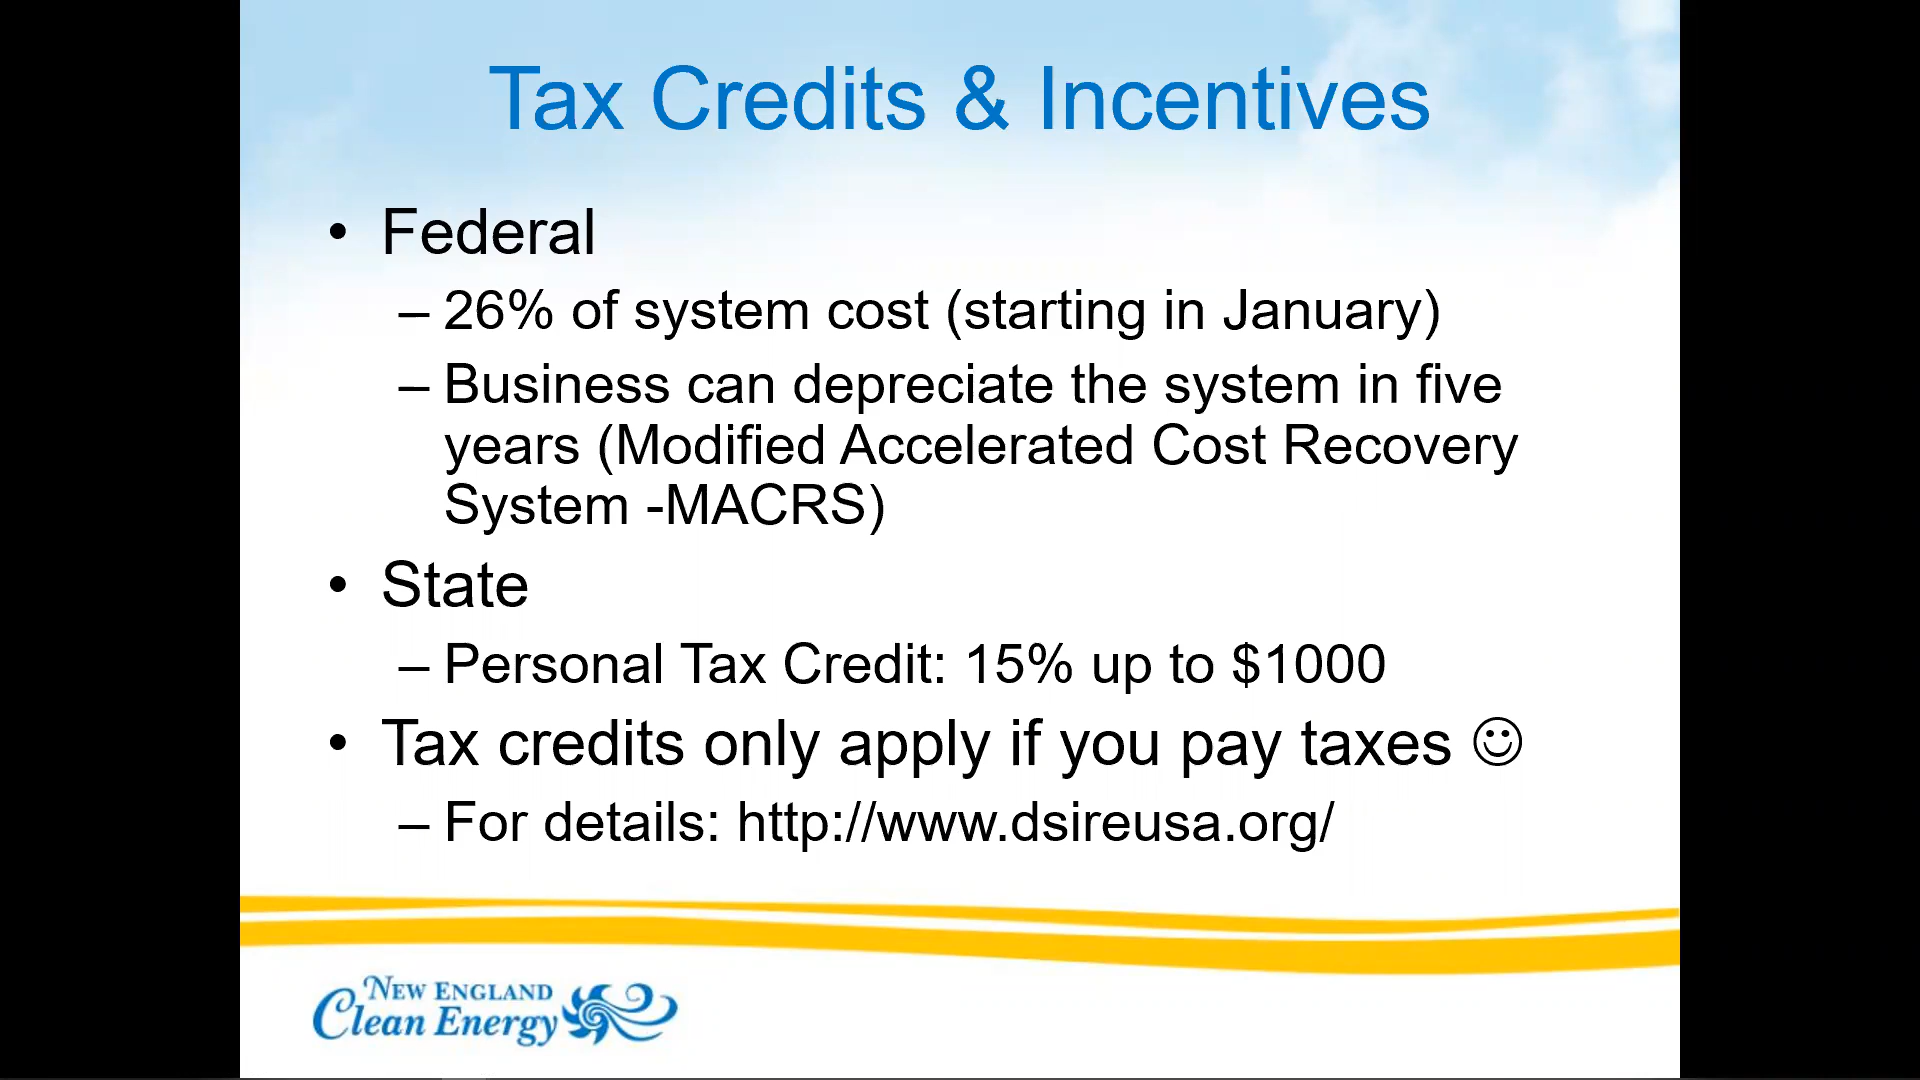 Tax Credits & Incentives
• Federal
– 26% of system cost (starting in January)
– Business can depreciate the system in five
years (Modified Accelerated Cost Recovery
System -MACRS)
• State
– Personal Tax Credit: 15% up to $1000
• Tax credits only apply if you pay taxes ☺
– For details: http://www.dsireusa.org/
NEW ENGLAND
Clean Energy